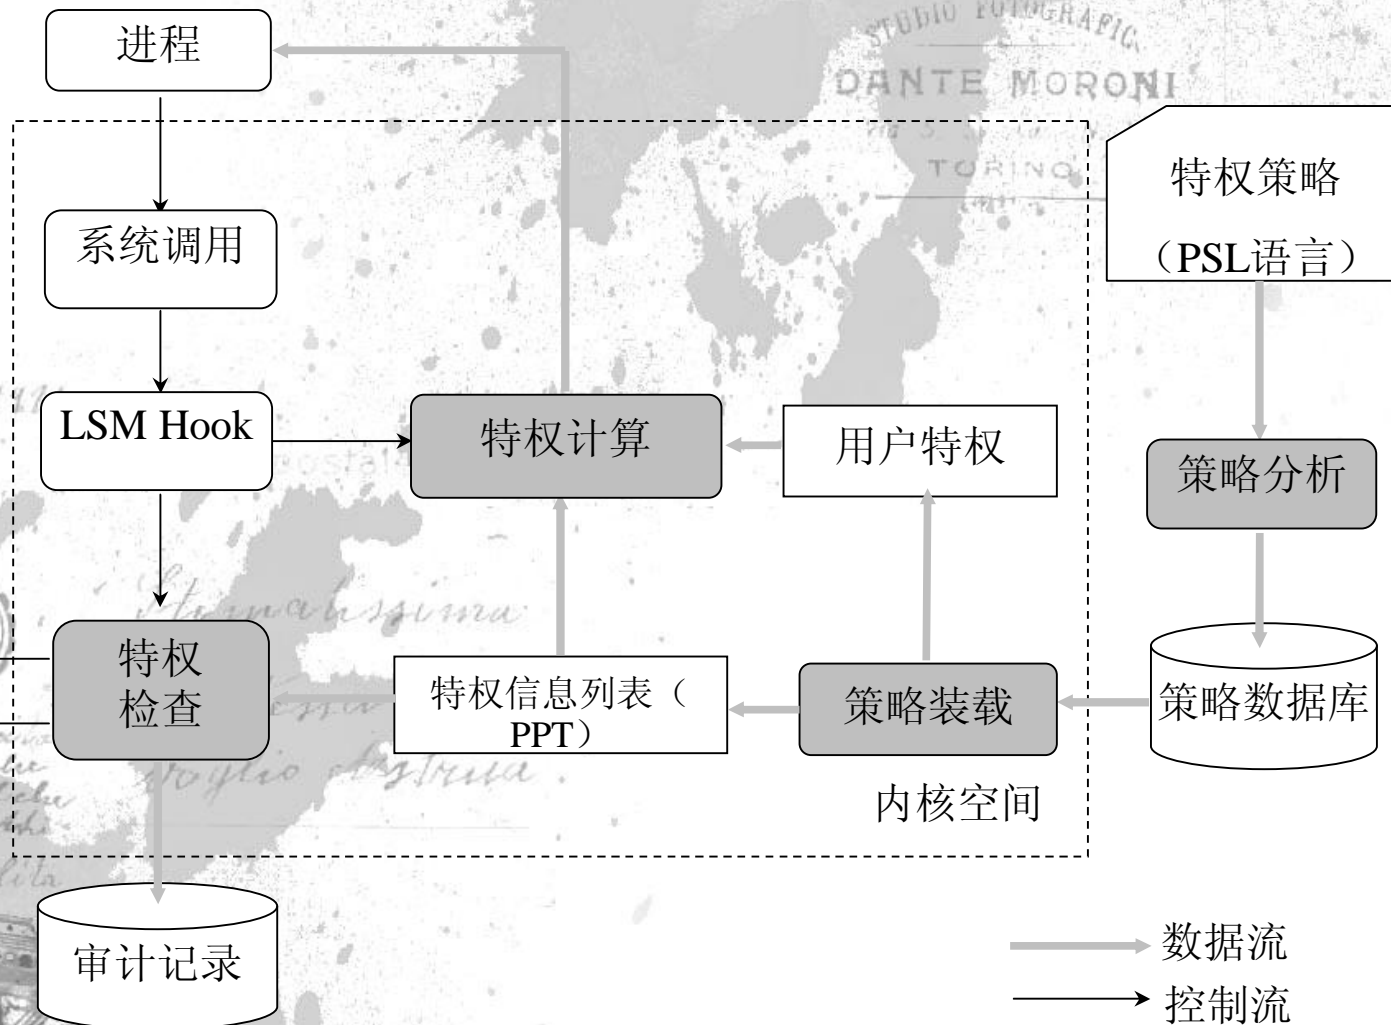 STUDIO FOTOGRAFIC
DANTE MORONI
TORINO
进程
特权策略
（PSL语言）
系统调用
LSM Hook
特权计算
用户特权
策略分析
Stimatissima
特权
检查
特权信息列表（
PPT）
策略装载
策略数据库
voglio
内核空间
审计记录
数据流
控制流